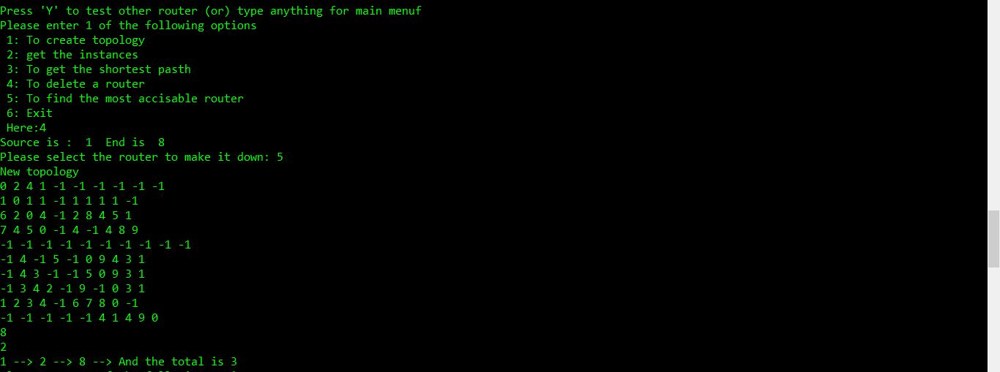 Press 'Y' to test other router (or) type anything for main menuf
Please enter 1 of the following options
1: To create topology
2: get the instances
3: To get the shortest pasth
4: To delete a router
5: To find the most accisable router
6: Exit
Here:4
Source is :  1  End is  8
Please select the router to make it down: 5
New topology
0 2 4 1 -1 -1 -1 -1 -1 -1
1 0 1 1 -1 1 1 1 1 -1
6 2 0 4 -1 2 8 4 5 1
7 4 5 0 -1 4 -1 4 8 9
-1 -1 -1 -1 -1 -1 -1 -1 -1 -1
-1 4 -1 5 -1 0 9 4 3 1
-1 4 3 -1 -1 5 0 9 3 1
-1 3 4 2 -1 9 -1 0 3 1
1 2 3 4 -1 6 7 8 0 -1
-1 -1 -1 -1 -1 4 1 4 9 0
8
2
1 --> 2 --> 8 --> And the total is 3